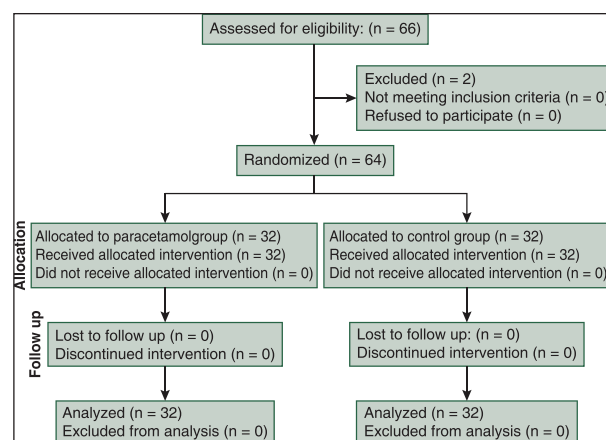 Assessed for eligibility: (n = 66)
Excluded (n = 2)
Not meeting inclusion criteria (n = 0)
Refused to participate (n = 0)
Randomized (n = 64)
Allocation
Allocated to paracetamolgroup (n = 32)
Received allocated intervention (n = 32)
Did not receive allocated intervention (n = 0)
Allocated to control group (n = 32)
Received allocated intervention (n = 32)
Did not receive allocated intervention (n = 0)
Follow up
Lost to follow up (n = 0)
Discontinued intervention (n = 0)
Lost to follow up: (n = 0)
Discontinued intervention (n = 0)
Analyzed (n = 32)
Excluded from analysis (n = 0)
Analyzed (n = 32)
Excluded from analysis (n = 0)